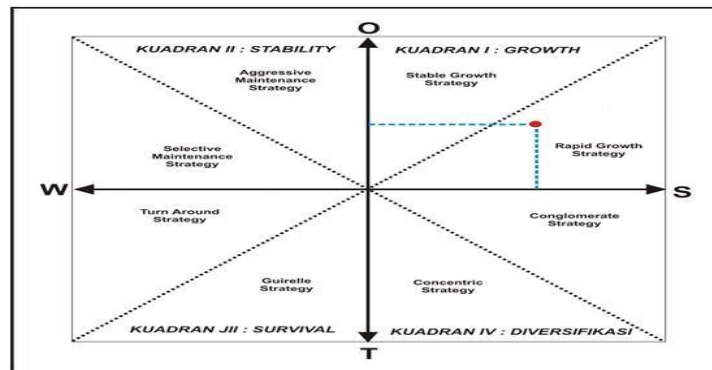 O
KUADRAN II : STABILITY
KUADRAN I : GROWTH
Aggressive
Maintenance
Strategy
Stable Growth
Strategy
Selective
Maintenance
Strategy
Rapid Growth
Strategy
W
S
Turn Around
Strategy
Conglomerate
Strategy
Guirelle
Strategy
Concentric
Strategy
KUADRAN JII : SURVIVAL
KUADRAN IV : DIVERSIFIKASI
T